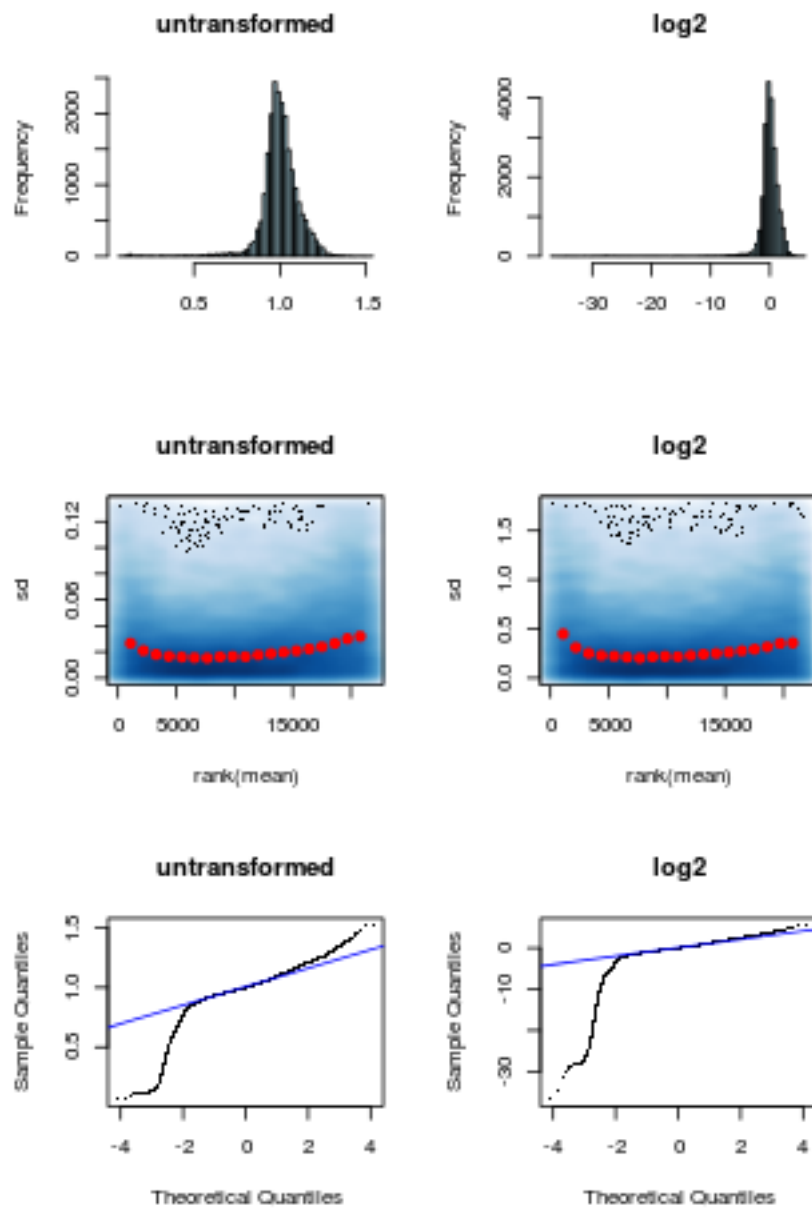 untransformed log2
Frequency
0 1000 2000
0.5 1.0 1.5
Frequency
0 2000 4000
-30 -20 -10 0
untransformed log2
sd
0.00 0.06 0.12
0 5000 15000
rank(mean)
sd
0.0 0.5 1.0 1.5
0 5000 15000
rank(mean)
untransformed log2
Sample Quantiles
0.5 1.0 1.5
-4 -2 0 2 4
Theoretical Quantiles
Sample Quantiles
-30 -10 0
-4 -2 0 2 4
Theoretical Quantiles